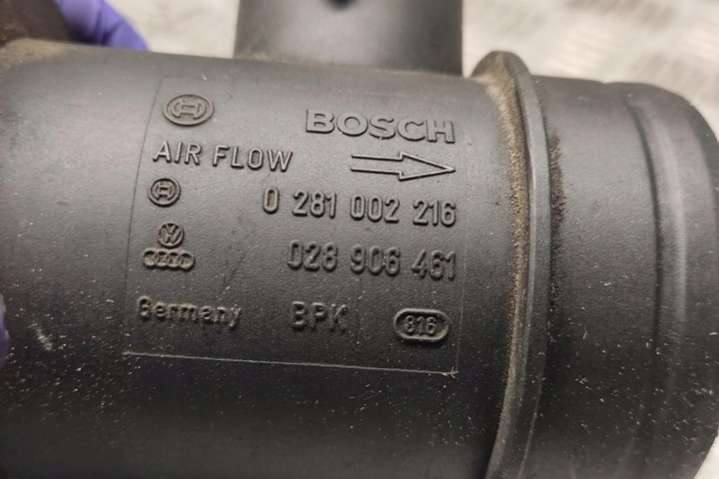 BOSCH
AIR FLOW
0 281 002 216
028 906 461
Germany BPK 816